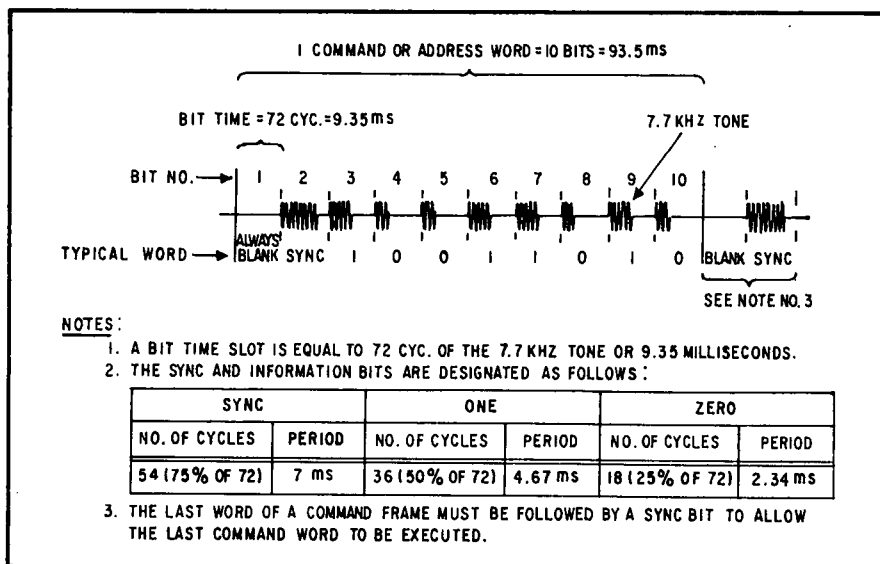 1 COMMAND OR ADDRESS WORD = 10 BITS = 93.5 ms
BIT TIME = 72 CYC. = 9.35 ms
7.7 KHZ TONE
BIT NO. 1 2 3 4 5 6 7 8 9 10
TYPICAL WORD ALWAYS BLANK SYNC 1 0 0 1 1 0 1 0 BLANK SYNC
SEE NOTE NO. 3
NOTES:
1. A BIT TIME SLOT IS EQUAL TO 72 CYC. OF THE 7.7 KHZ TONE OR 9.35 MILLISECONDS.
2. THE SYNC AND INFORMATION BITS ARE DESIGNATED AS FOLLOWS:
SYNC ONE ZERO
NO. OF CYCLES PERIOD NO. OF CYCLES PERIOD NO. OF CYCLES PERIOD
54 (75% OF 72) 7 ms 36 (50% OF 72) 4.67 ms 18 (25% OF 72) 2.34 ms
3. THE LAST WORD OF A COMMAND FRAME MUST BE FOLLOWED BY A SYNC BIT TO ALLOW
THE LAST COMMAND WORD TO BE EXECUTED.